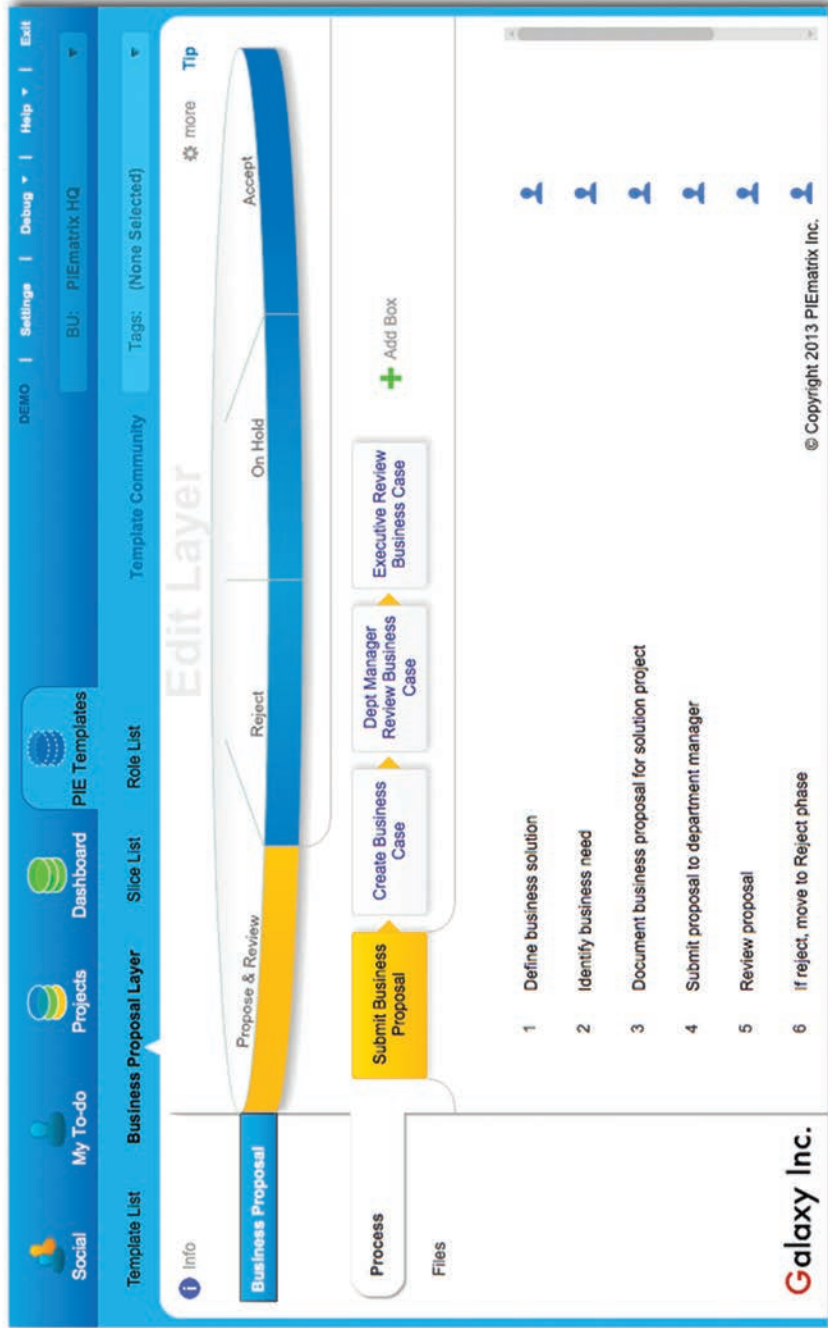 DEMO | Settings | Debug | Help | Exit
Social My To-do Projects Dashboard PIE Templates
BU: PIEmatrix HQ
Template List Business Proposal Layer Slice List Role List Template Community Tags: (None Selected)
Info
Edit Layer
more Tip
Business Proposal
Propose & Review Reject On Hold Accept
Process
Files
Submit Business
Proposal
Create Business
Case
Dept Manager
Review Business
Case
Executive Review
Business Case
Add Box
1 Define business solution
2 Identify business need
3 Document business proposal for solution project
4 Submit proposal to department manager
5 Review proposal
6 If reject, move to Reject phase
Galaxy Inc.
© Copyright 2013 PIEmatrix Inc.